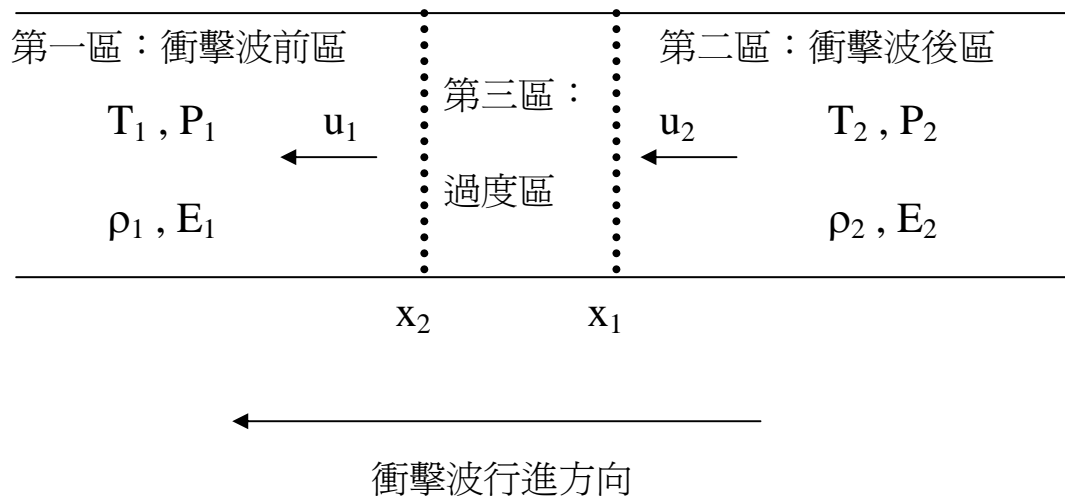 第一區：衝擊波前區
T₁ , P₁
u₁
ρ₁ , E₁
第三區：
過度區
第二區：衝擊波後區
u₂
T₂ , P₂
ρ₂ , E₂
x₂
x₁
衝擊波行進方向